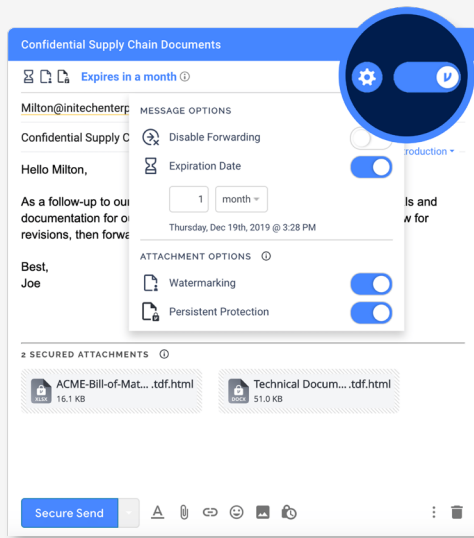 Confidential Supply Chain Documents
Expires in a month
Milton@initechenterp
MESSAGE OPTIONS
Confidential Supply C
Disable Forwarding
roduction
Hello Milton,
Expiration Date
1 month
As a follow-up to our
ls and
documentation for ou
w for
Thursday, Dec 19th, 2019 @ 3:28 PM
revisions, then forwa
ATTACHMENT OPTIONS
Best,
Joe
Watermarking
Persistent Protection
2 SECURED ATTACHMENTS
ACME-Bill-of-Mat... .tdf.html
XLSX 16.1 KB
Technical Docum... .tdf.html
DOCX 51.0 KB
Secure Send